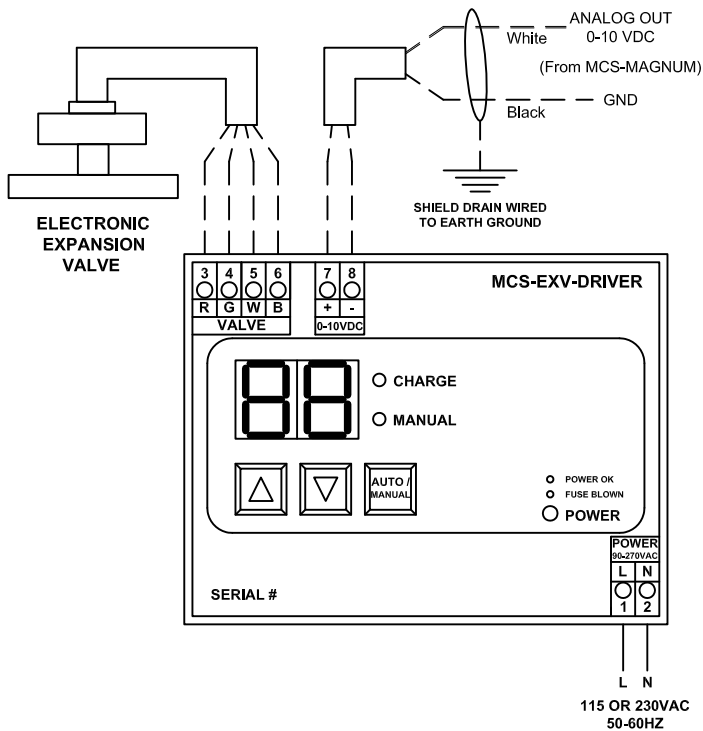 ANALOG OUT
0-10 VDC
White
(From MCS-MAGNUM)
GND
Black
SHIELD DRAIN WIRED
TO EARTH GROUND
ELECTRONIC
EXPANSION
VALVE
3 4 5 6 7 8
R G W B + -
VALVE 0-10VDC
MCS-EXV-DRIVER
88
CHARGE
MANUAL
AUTO /
MANUAL
POWER OK
FUSE BLOWN
POWER
POWER
90-270VAC
L N
1 2
SERIAL #
L N
115 OR 230VAC
50-60HZ